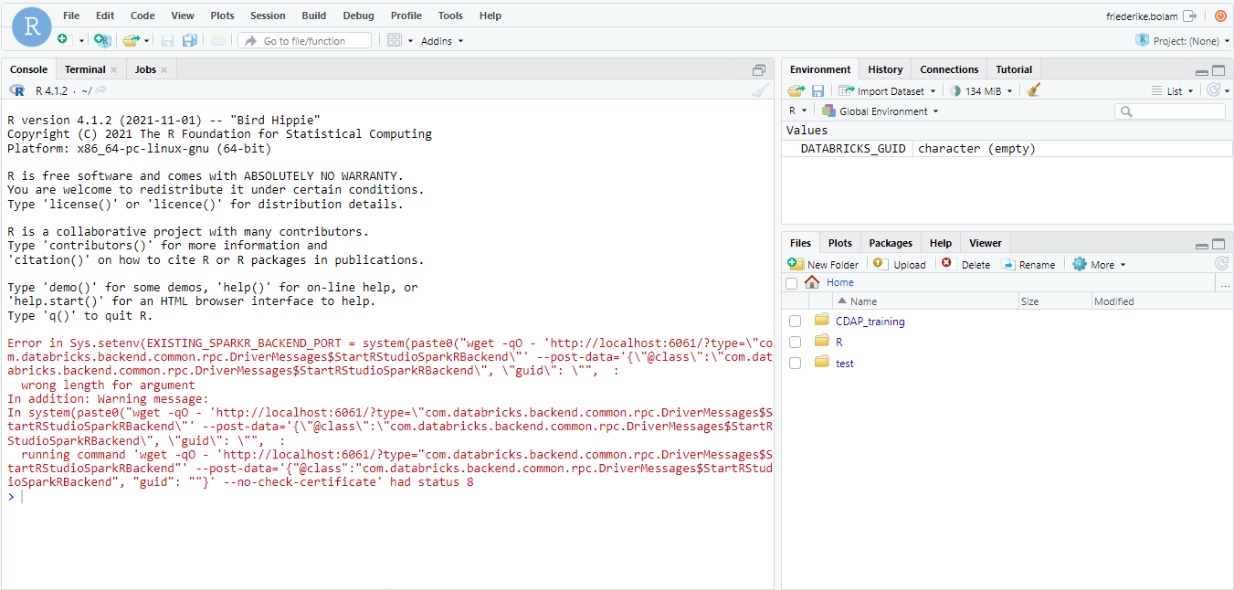 R
File Edit Code View Plots Session Build Debug Profile Tools Help
friederike.bolam
Go to file/function
Addins
Project: (None)
Console Terminal Jobs
R 4.1.2 · ~/
R version 4.1.2 (2021-11-01) -- "Bird Hippie"
Copyright (C) 2021 The R Foundation for Statistical Computing
Platform: x86_64-pc-linux-gnu (64-bit)
R is free software and comes with ABSOLUTELY NO WARRANTY.
You are welcome to redistribute it under certain conditions.
Type 'license()' or 'licence()' for distribution details.
R is a collaborative project with many contributors.
Type 'contributors()' for more information and
'citation()' on how to cite R or R packages in publications.
Type 'demo()' for some demos, 'help()' for on-line help, or
'help.start()' for an HTML browser interface to help.
Type 'q()' to quit R.
Error in Sys.setenv(EXISTING_SPARKR_BACKEND_PORT = system(paste0("wget -qO - 'http://localhost:6061/?type=\"co
m.databricks.backend.common.rpc.DriverMessages$StartRStudioSparkRBackend\"' --post-data='{\"@class\":\"com.dat
abricks.backend.common.rpc.DriverMessages$StartRStudioSparkRBackend\", \"guid\": \"",  :
wrong length for argument
In addition: Warning message:
In system(paste0("wget -qO - 'http://localhost:6061/?type=\"com.databricks.backend.common.rpc.DriverMessages$S
tartRStudioSparkRBackend\"' --post-data='{\"@class\":\"com.databricks.backend.common.rpc.DriverMessages$StartR
StudioSparkRBackend\", \"guid\": \"",  :
running command 'wget -qO - 'http://localhost:6061/?type="com.databricks.backend.common.rpc.DriverMessages$S
tartRStudioSparkRBackend"' --post-data='{"@class":"com.databricks.backend.common.rpc.DriverMessages$StartRStud
ioSparkRBackend", "guid": ""}' --no-check-certificate' had status 8
>
Environment History Connections Tutorial
Import Dataset 134 MiB List
R Global Environment
Values
DATABRICKS_GUID character (empty)
Files Plots Packages Help Viewer
New Folder Upload Delete Rename More
Home ...
Name Size Modified
CDAP_training
R
test